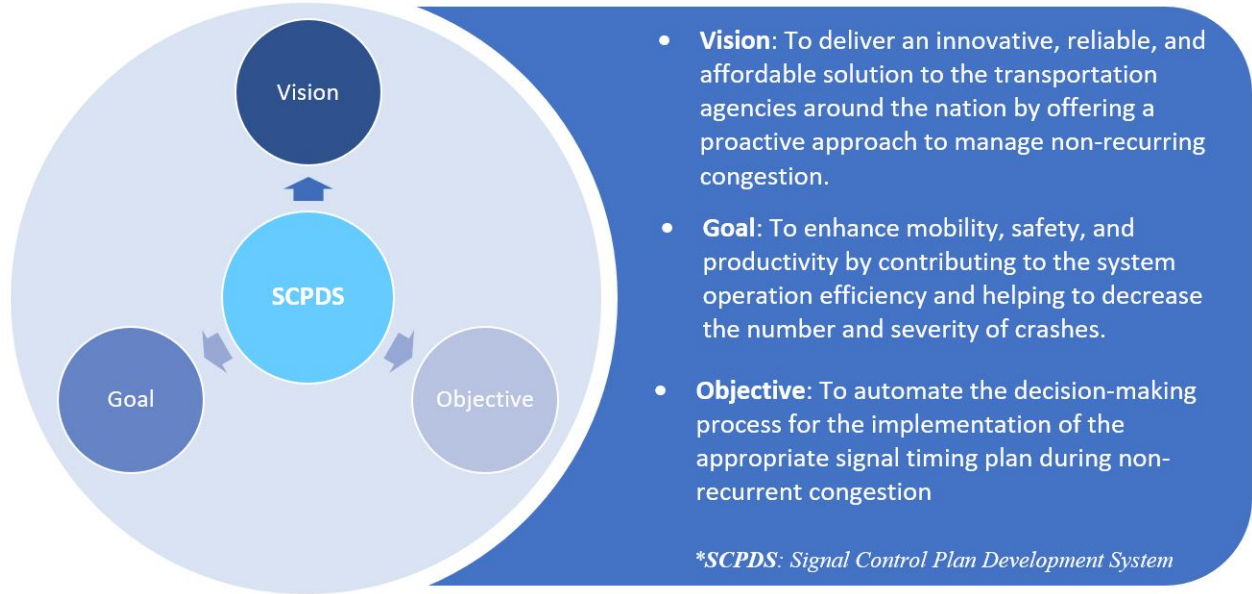 Vision
SCPDS
Goal
Objective
• Vision: To deliver an innovative, reliable, and
affordable solution to the transportation
agencies around the nation by offering a
proactive approach to manage non-recurring
congestion.
• Goal: To enhance mobility, safety, and
productivity by contributing to the system
operation efficiency and helping to decrease
the number and severity of crashes.
• Objective: To automate the decision-making
process for the implementation of the
appropriate signal timing plan during non-
recurrent congestion
*SCPDS: Signal Control Plan Development System